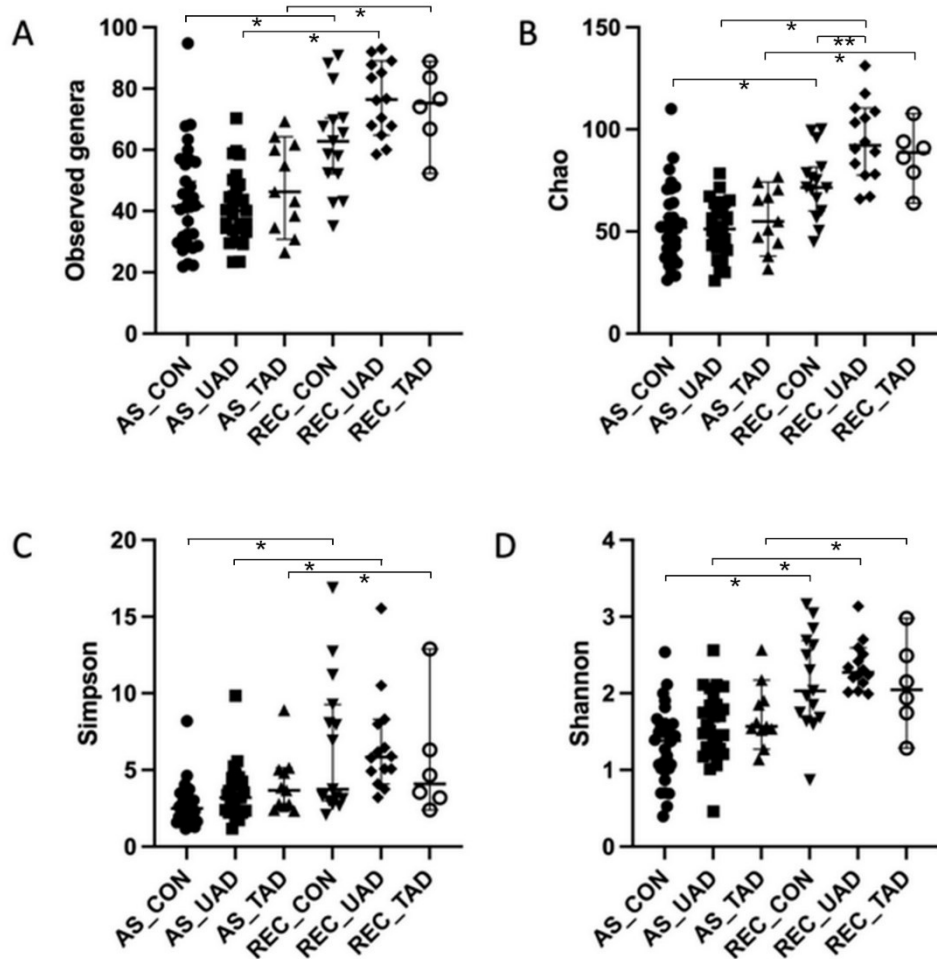 A
Observed genera
100
80
60
40
20
0
* * *
AS_CON AS_UAD AS_TAD REC_CON REC_UAD REC_TAD
B
Chao
150
100
50
0
* ** * *
AS_CON AS_UAD AS_TAD REC_CON REC_UAD REC_TAD
C
Simpson
20
15
10
5
0
* * *
AS_CON AS_UAD AS_TAD REC_CON REC_UAD REC_TAD
D
Shannon
4
3
2
1
0
* * *
AS_CON AS_UAD AS_TAD REC_CON REC_UAD REC_TAD